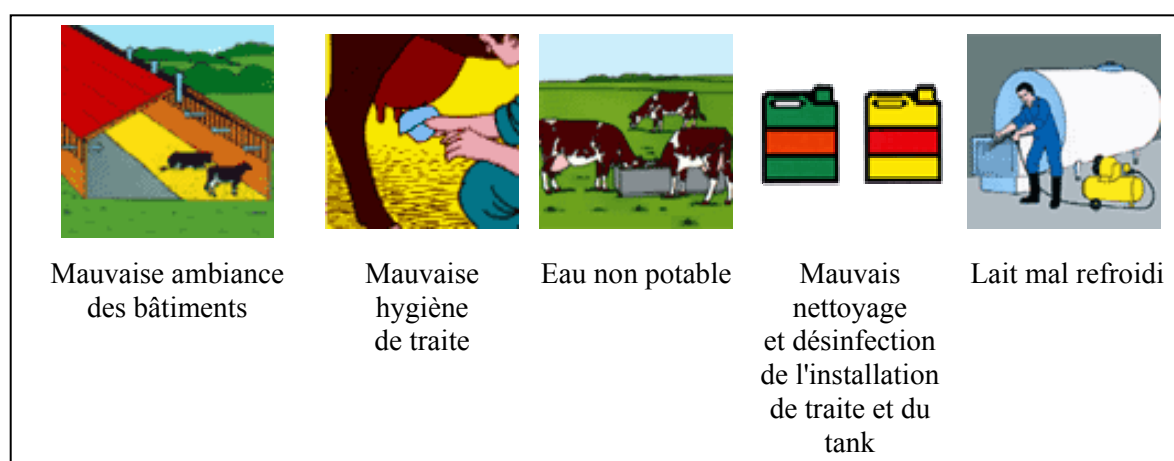 Mauvaise ambiance
des bâtiments
Mauvaise
hygiène
de traite
Eau non potable
Mauvais
nettoyage
et désinfection
de l'installation
de traite et du
tank
Lait mal refroidi